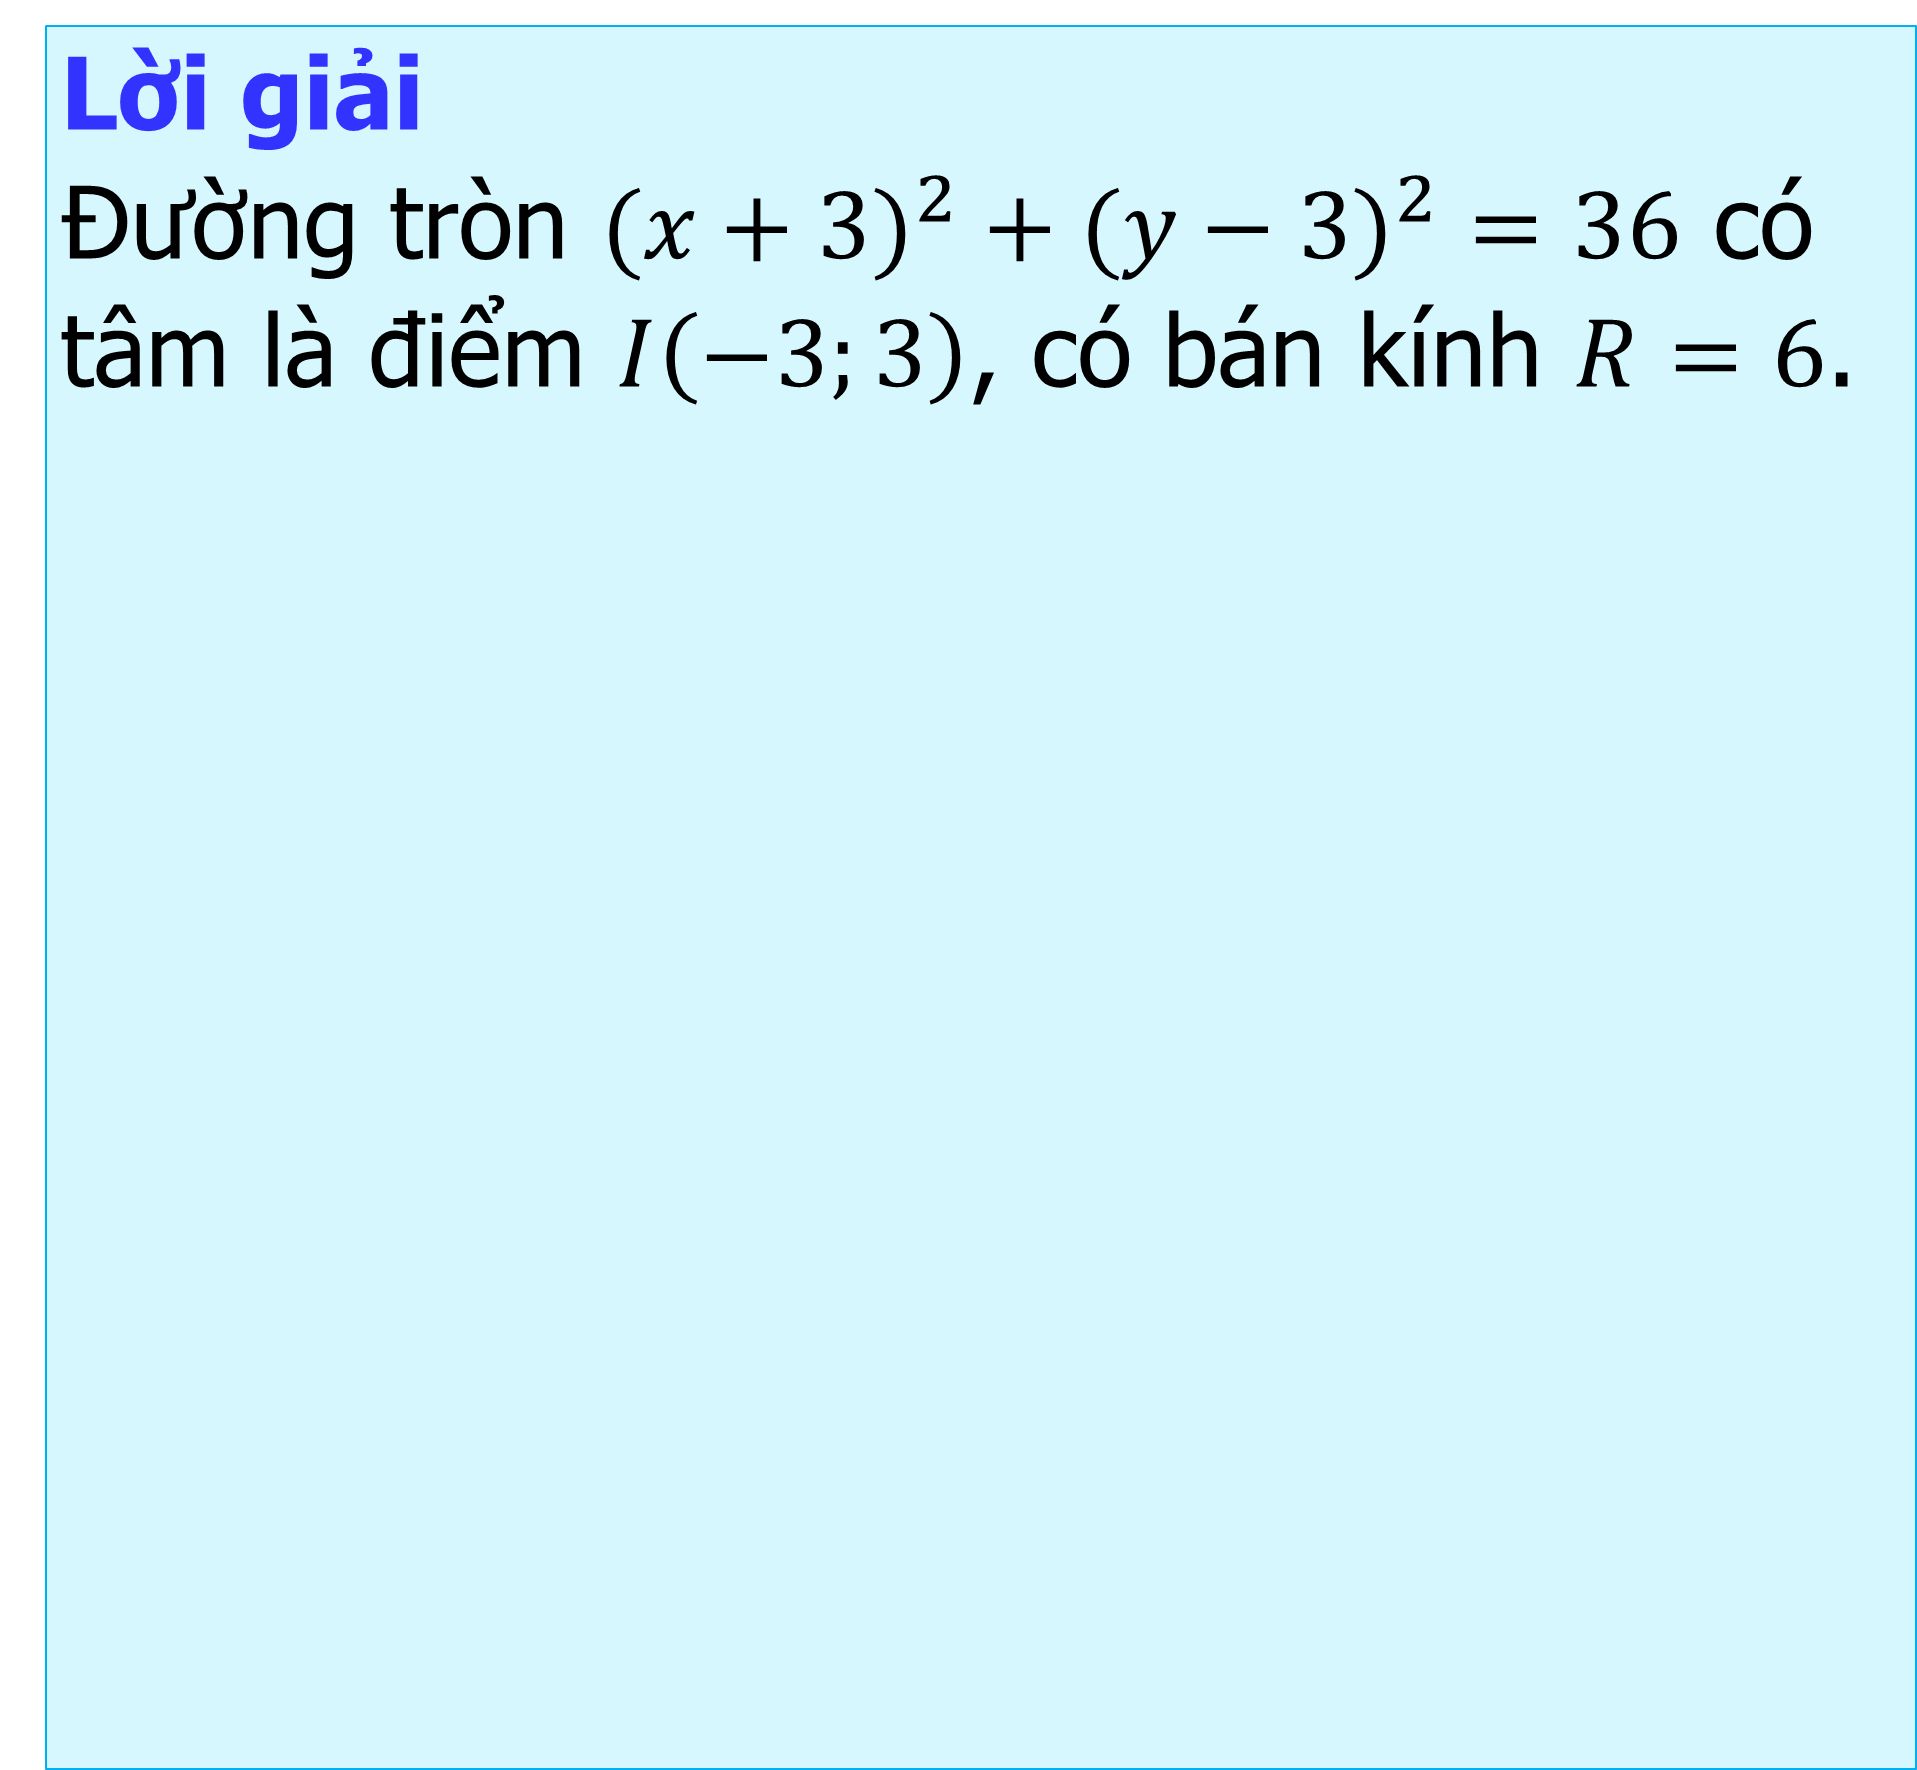 Lời giải
Đường tròn (x + 3)² + (y − 3)² = 36 có
tâm là điểm I(−3; 3), có bán kính R = 6.